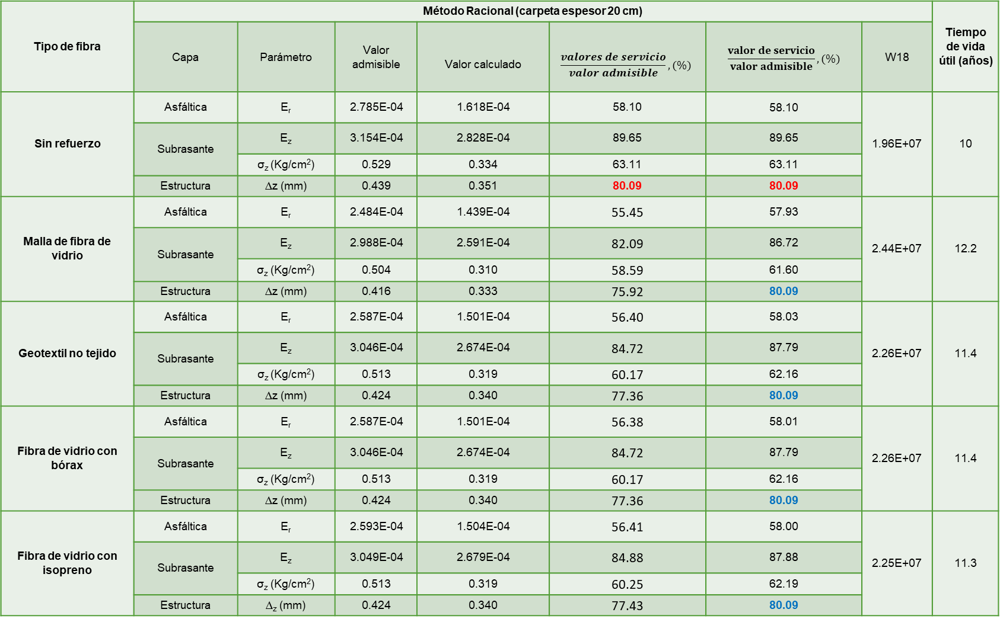 Método Racional (carpeta espesor 20 cm)
Tipo de fibra
Capa
Parámetro
Valor admisible
Valor calculado
valores de servicio / valor admisible , (%)
valor de servicio / valor admisible , (%)
W18
Tiempo de vida útil (años)
Sin refuerzo
Asfáltica Er 2.785E-04 1.618E-04 58.10 58.10
Subrasante Ez 3.154E-04 2.828E-04 89.65 89.65
σz (Kg/cm2) 0.529 0.334 63.11 63.11
Estructura Δz (mm) 0.439 0.351 80.09 80.09
1.96E+07 10
Malla de fibra de vidrio
Asfáltica Er 2.484E-04 1.439E-04 55.45 57.93
Subrasante Ez 2.988E-04 2.591E-04 82.09 86.72
σz (Kg/cm2) 0.504 0.310 58.59 61.60
Estructura Δz (mm) 0.416 0.333 75.92 80.09
2.44E+07 12.2
Geotextil no tejido
Asfáltica Er 2.587E-04 1.501E-04 56.40 58.03
Subrasante Ez 3.046E-04 2.674E-04 84.72 87.79
σz (Kg/cm2) 0.513 0.319 60.17 62.16
Estructura Δz (mm) 0.424 0.340 77.36 80.09
2.26E+07 11.4
Fibra de vidrio con bórax
Asfáltica Er 2.587E-04 1.501E-04 56.38 58.01
Subrasante Ez 3.046E-04 2.674E-04 84.72 87.79
σz (Kg/cm2) 0.513 0.319 60.17 62.16
Estructura Δz (mm) 0.424 0.340 77.36 80.09
2.26E+07 11.4
Fibra de vidrio con isopreno
Asfáltica Er 2.593E-04 1.504E-04 56.41 58.00
Subrasante Ez 3.049E-04 2.679E-04 84.88 87.88
σz (Kg/cm2) 0.513 0.319 60.25 62.19
Estructura Δz (mm) 0.424 0.340 77.43 80.09
2.25E+07 11.3